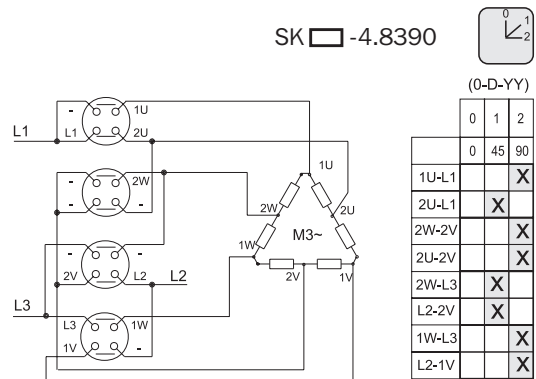 SK -4.8390
0 1 2
(0-D-YY)
0 1 2
0 45 90
1U-L1 X
2U-L1 X
2W-2V X
2U-2V X
2W-L3 X
L2-2V X
1W-L3 X
L2-1V X
- 1U
L1 L1 2U
- 2W
- -
- -
2V L2 L2
L3 L3 1W
1V -
1U
2W 2U
M3~
1W
2V 1V